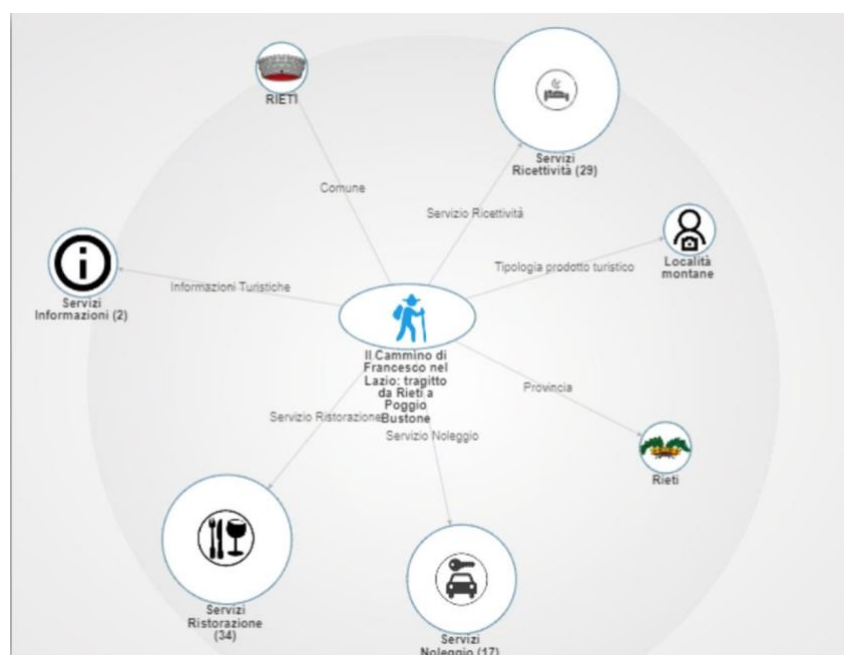 RIETI
Servizi
Ricettività (29)
Comune
Servizio Ricettività
Località
montane
Tipologia prodotto turistico
Informazioni Turistiche
Servizi
Informazioni (2)
Il Cammino di
Francesco nel
Lazio: tragitto
da Rieti a
Poggio
Bustone
Provincia
Servizio Ristorazione
Servizio Noleggio
Rieti
Servizi
Ristorazione
(34)
Servizi
Noleggio (17)